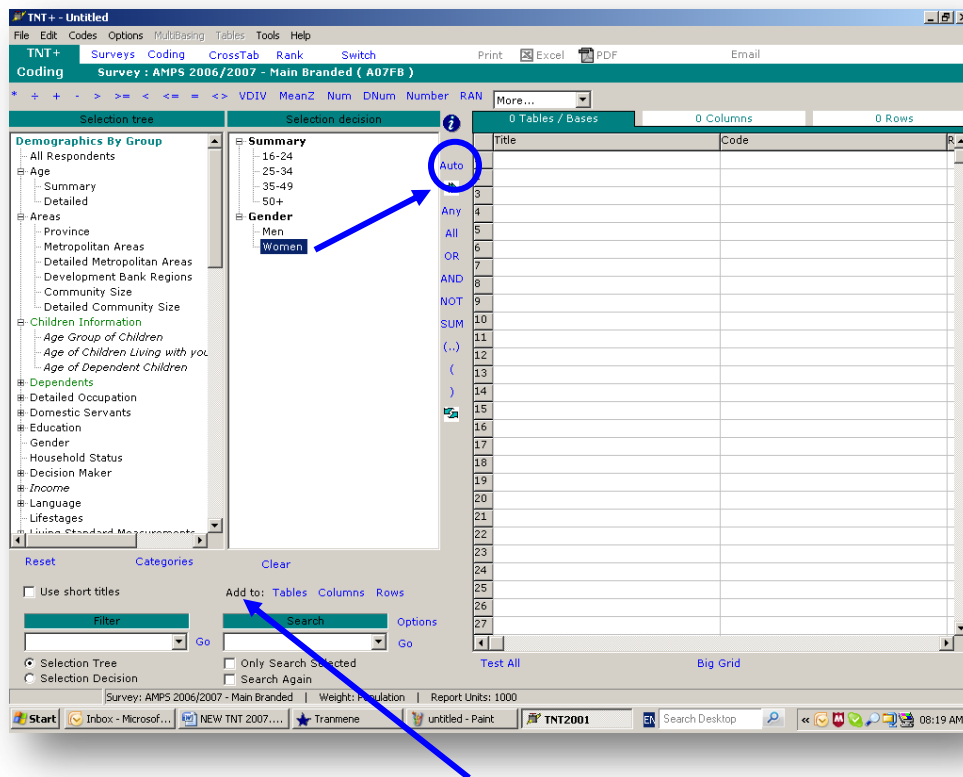 TNT+ - Untitled
File Edit Codes Options MultiBasing Tables Tools Help
TNT+ Surveys Coding CrossTab Rank Switch Print Excel PDF Email
Coding Survey : AMPS 2006/2007 - Main Branded ( A07FB )
* ÷ + - > >= < <= = <> VDIV MeanZ Num DNum Number RAN More...
Selection tree
Demographics By Group
All Respondents
Age
Summary
Detailed
Areas
Province
Metropolitan Areas
Detailed Metropolitan Areas
Development Bank Regions
Community Size
Detailed Community Size
Children Information
Age Group of Children
Age of Children Living with you
Age of Dependent Children
Dependents
Detailed Occupation
Domestic Servants
Education
Gender
Household Status
Decision Maker
Income
Language
Lifestages
Living Standard Measurements
Selection decision
Summary
16-24
25-34
35-49
50+
Gender
Men
Women
i
Auto
Any
All
OR
AND
NOT
SUM
(..)
(
)
0 Tables / Bases 0 Columns 0 Rows
Title Code R
3
4
5
6
7
8
9
10
11
12
13
14
15
16
17
18
19
20
21
22
23
24
25
26
27
Reset Categories Clear
Use short titles Add to: Tables Columns Rows
Filter Search Options
Go Go
Selection Tree Only Search Selected Test All Big Grid
Selection Decision Search Again
Survey: AMPS 2006/2007 - Main Branded | Weight: Population | Report Units: 1000
Start Inbox - Microsof... NEW TNT 2007.... Tranmene untitled - Paint TNT2001 EN Search Desktop « 08:19 AM